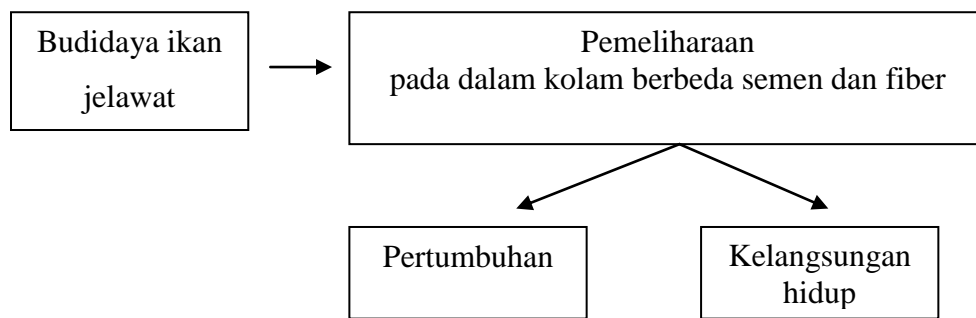 Budidaya ikan
jelawat
Pemeliharaan
pada dalam kolam berbeda semen dan fiber
Pertumbuhan
Kelangsungan
hidup